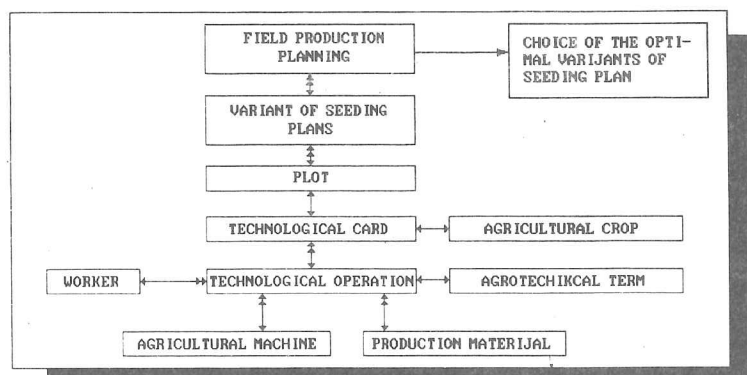 FIELD PRODUCTION
PLANNING
CHOICE OF THE OPTI-
MAL VARIJANTS OF
SEEDING PLAN
VARIANT OF SEEDING
PLANS
PLOT
TECHNOLOGICAL CARD
AGRICULTURAL CROP
WORKER
TECHNOLOGICAL OPERATION
AGROTECHIKCAL TERM
AGRICULTURAL MACHINE
PRODUCTION MATERIJAL